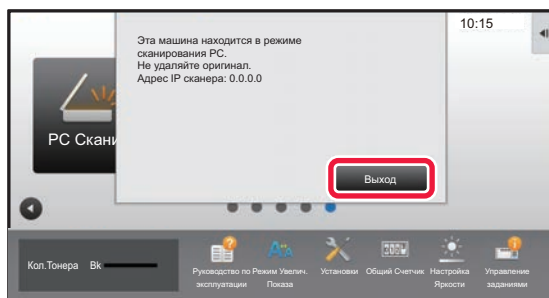 10:15
Эта машина находится в режиме
сканирования PC.
Не удаляйте оригинал.
Адрес IP сканера: 0.0.0.0
PC Скани
Выход
Кол.Тонера Bk
Руководство по эксплуатации
Режим Увелич. Показа
Установки
Общий Счетчик
Настройка Яркости
Управление заданиями